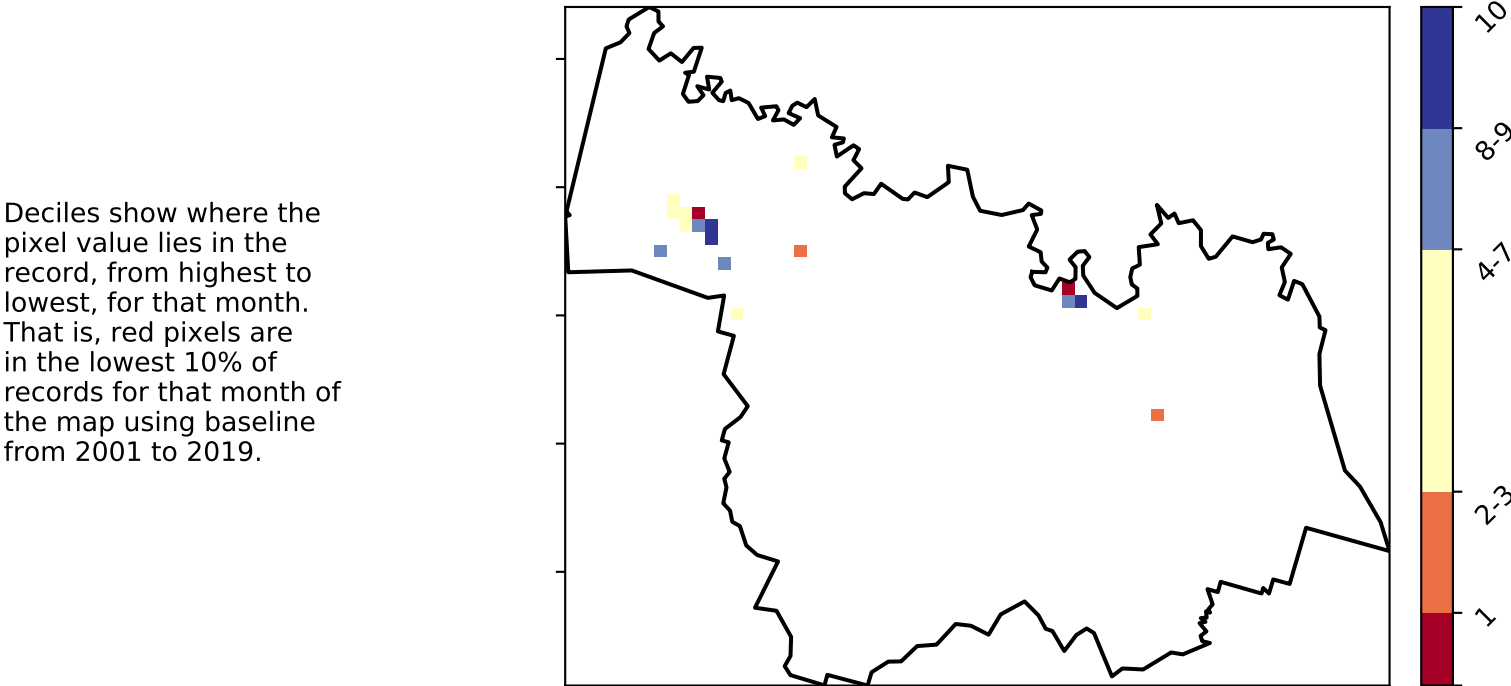 Deciles show where the
pixel value lies in the
record, from highest to
lowest, for that month.
That is, red pixels are
in the lowest 10% of
records for that month of
the map using baseline
from 2001 to 2019.
10
8-9
4-7
2-3
1